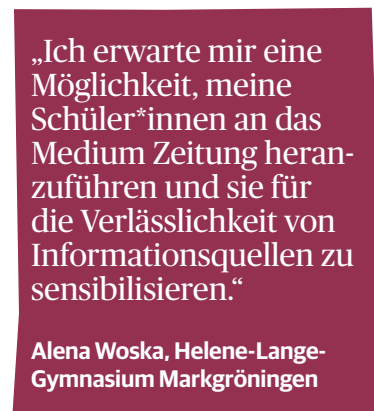 „Ich erwarte mir eine
Möglichkeit, meine
Schüler*innen an das
Medium Zeitung heran-
zuführen und sie für
die Verlässlichkeit von
Informationsquellen zu
sensibilisieren.“
Alena Woska, Helene-Lange-
Gymnasium Markgröningen